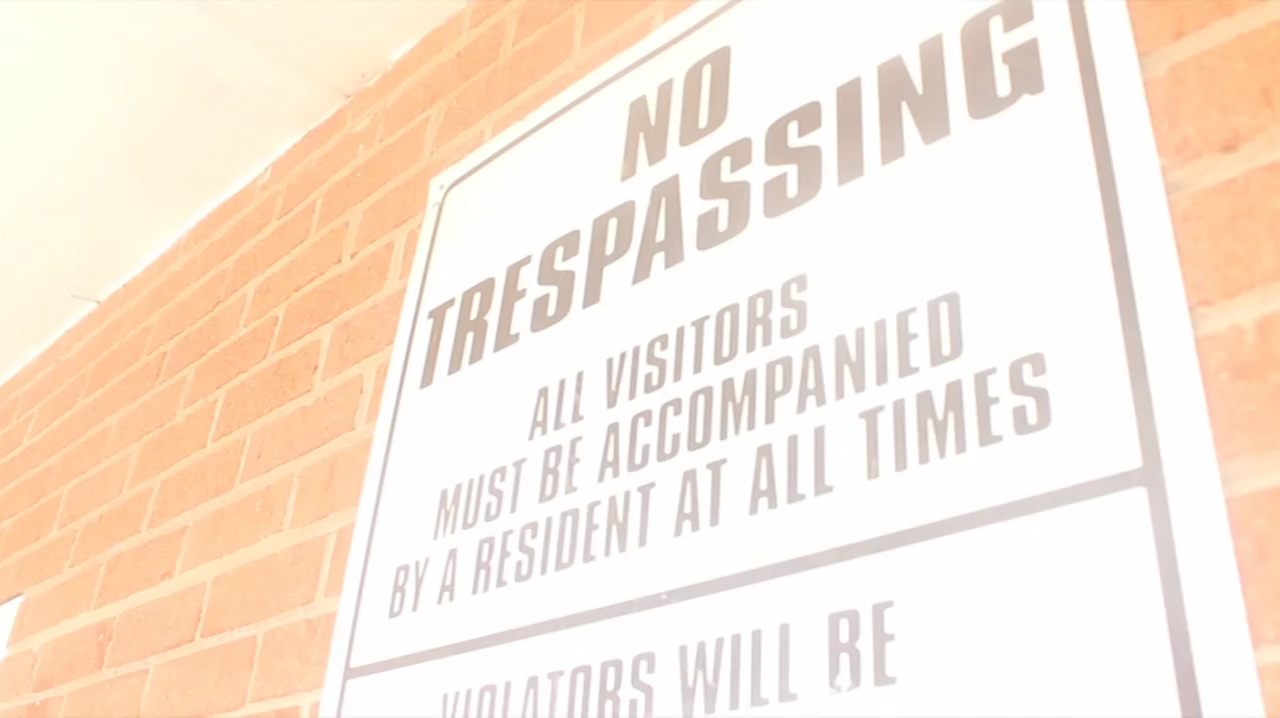 NO
TRESPASSING
ALL VISITORS
MUST BE ACCOMPANIED
BY A RESIDENT AT ALL TIMES
VIOLATORS WILL BE